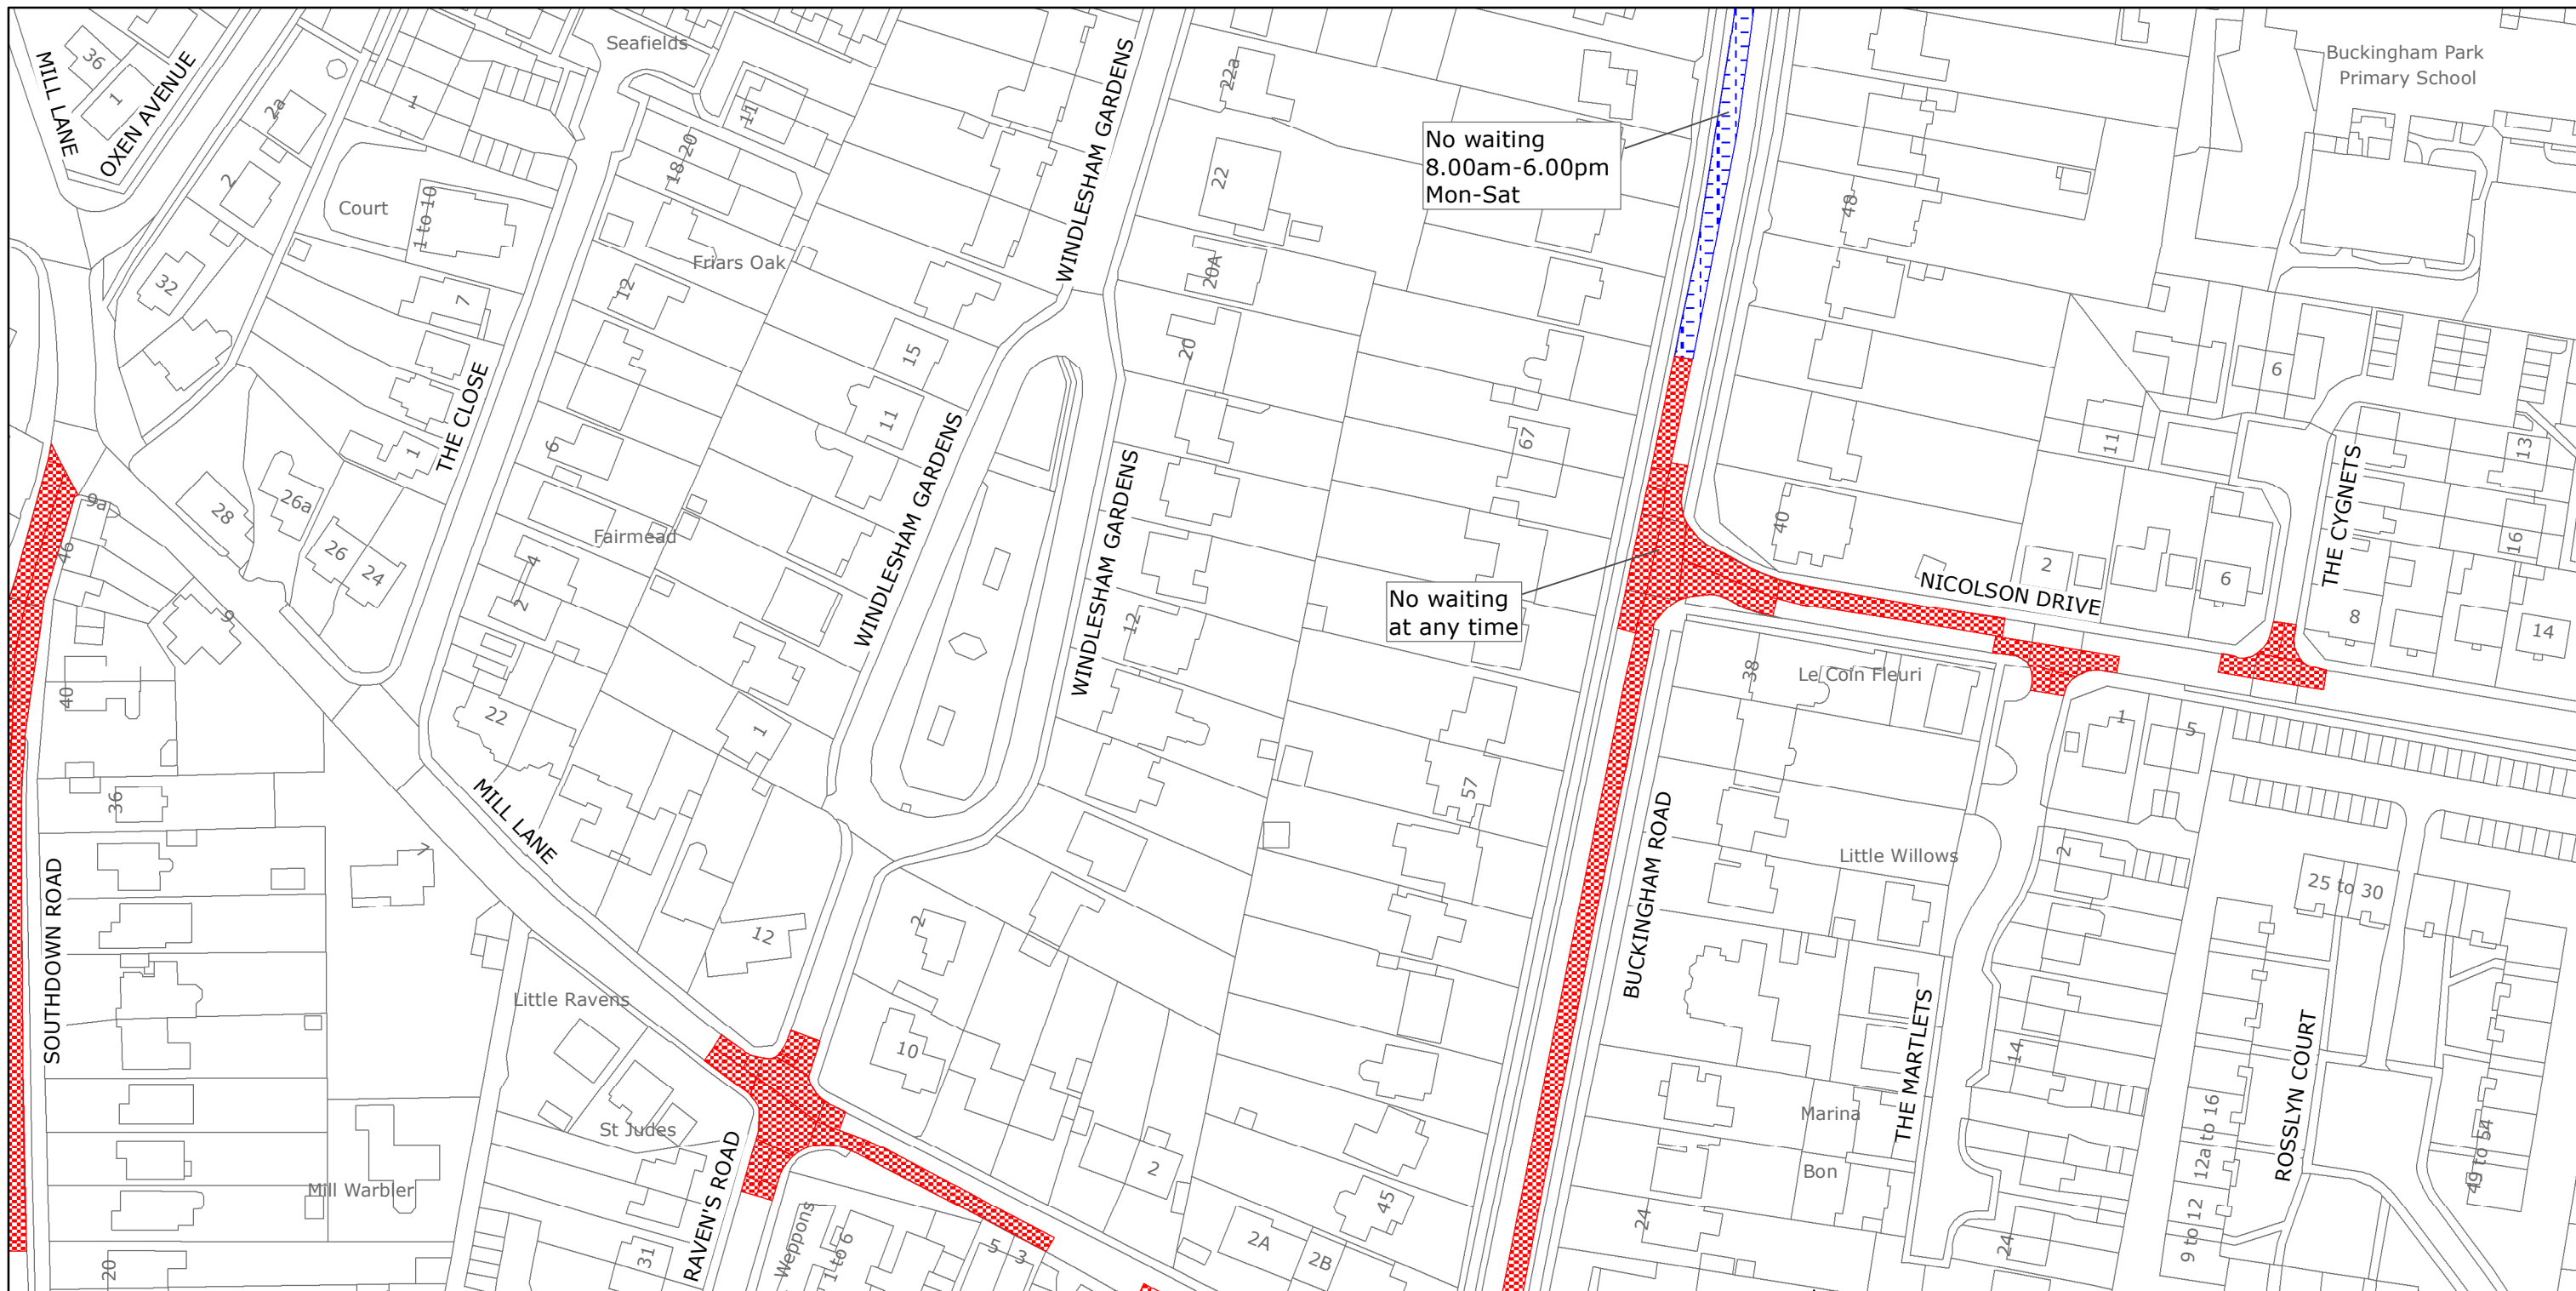 MILL LANE
36
1
OXEN AVENUE
2a
2
32
1
Court
1 to 10
7
THE CLOSE
1
Seafields
11
18-20
Friars Oak
12
6
Fairmead
4
2
22
WINDLESHAM GARDENS
22a
22
20A
20
15
11
WINDLESHAM GARDENS
WINDLESHAM GARDENS
12
1
No waiting
8.00am-6.00pm
Mon-Sat
Buckingham Park
Primary School
48
67
40
11
6
2
6
NICOLSON DRIVE
THE CYGNETS
13
16
8
14
No waiting
at any time
9a
46
28
26a
26
24
9
40
36
7
SOUTHDOWN ROAD
MILL LANE
12
2
10
Little Ravens
St Judes
Mill Warbler
20
RAVEN'S ROAD
31
Weppons
1 to 6
5
3
2
2A
2B
45
57
BUCKINGHAM ROAD
38
Le Coin Fleuri
Little Willows
1
5
2
THE MARTLETS
14
Marina
Bon
24
24
25 to 30
ROSSLYN COURT
12a to 16
9 to 12
49 to 54